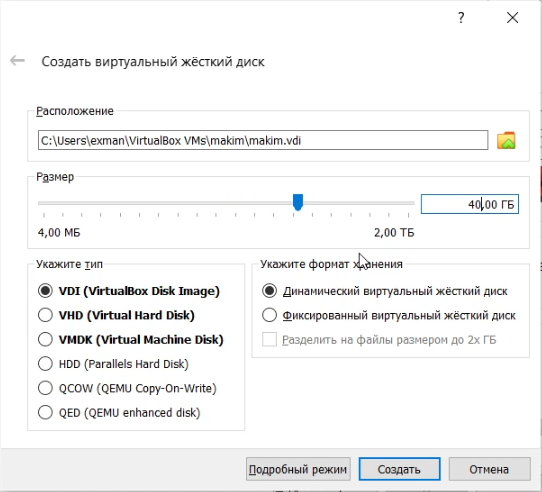 ?
Создать виртуальный жёсткий диск
Расположение
C:\Users\exman\VirtualBox VMs\makim\makim.vdi
Размер
40,00 ГБ
4,00 МБ 2,00 ТБ
Укажите тип
VDI (VirtualBox Disk Image)
VHD (Virtual Hard Disk)
VMDK (Virtual Machine Disk)
HDD (Parallels Hard Disk)
QCOW (QEMU Copy-On-Write)
QED (QEMU enhanced disk)
Укажите формат хранения
Динамический виртуальный жёсткий диск
Фиксированный виртуальный жёсткий диск
Разделить на файлы размером до 2х ГБ
Подробный режим Создать Отмена